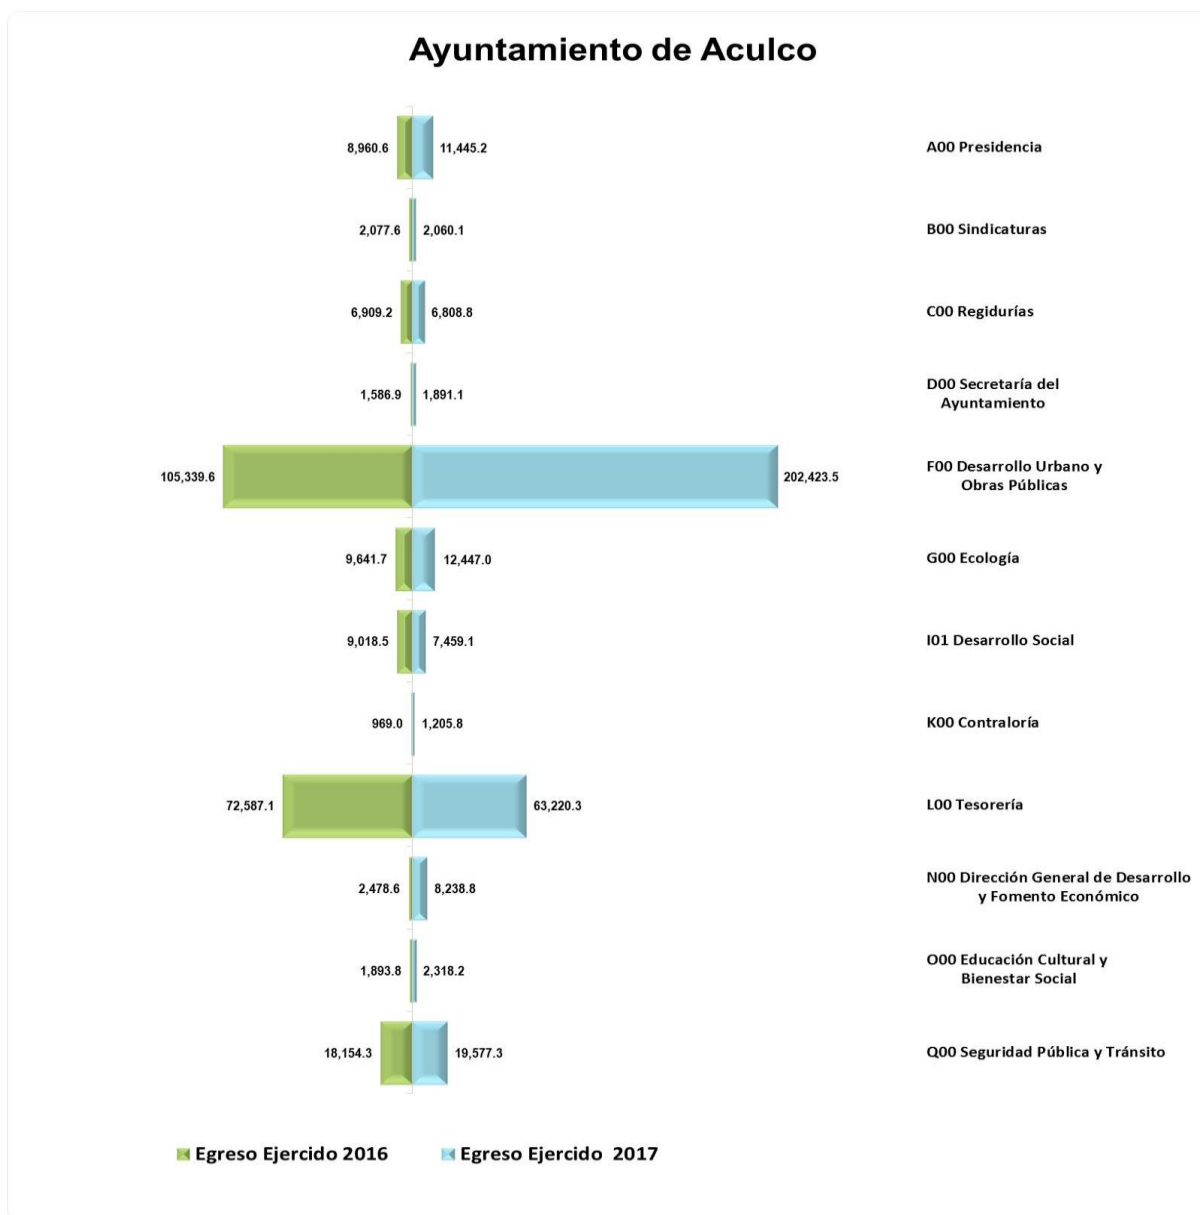 Ayuntamiento de Aculco
8,960.6 11,445.2 A00 Presidencia
2,077.6 2,060.1 B00 Sindicaturas
6,909.2 6,808.8 C00 Regidurías
1,586.9 1,891.1 D00 Secretaría del
Ayuntamiento
105,339.6 202,423.5 F00 Desarrollo Urbano y
Obras Públicas
9,641.7 12,447.0 G00 Ecología
9,018.5 7,459.1 I01 Desarrollo Social
969.0 1,205.8 K00 Contraloría
72,587.1 63,220.3 L00 Tesorería
2,478.6 8,238.8 N00 Dirección General de Desarrollo
y Fomento Económico
1,893.8 2,318.2 O00 Educación Cultural y
Bienestar Social
18,154.3 19,577.3 Q00 Seguridad Pública y Tránsito
Egreso Ejercido 2016 Egreso Ejercido 2017